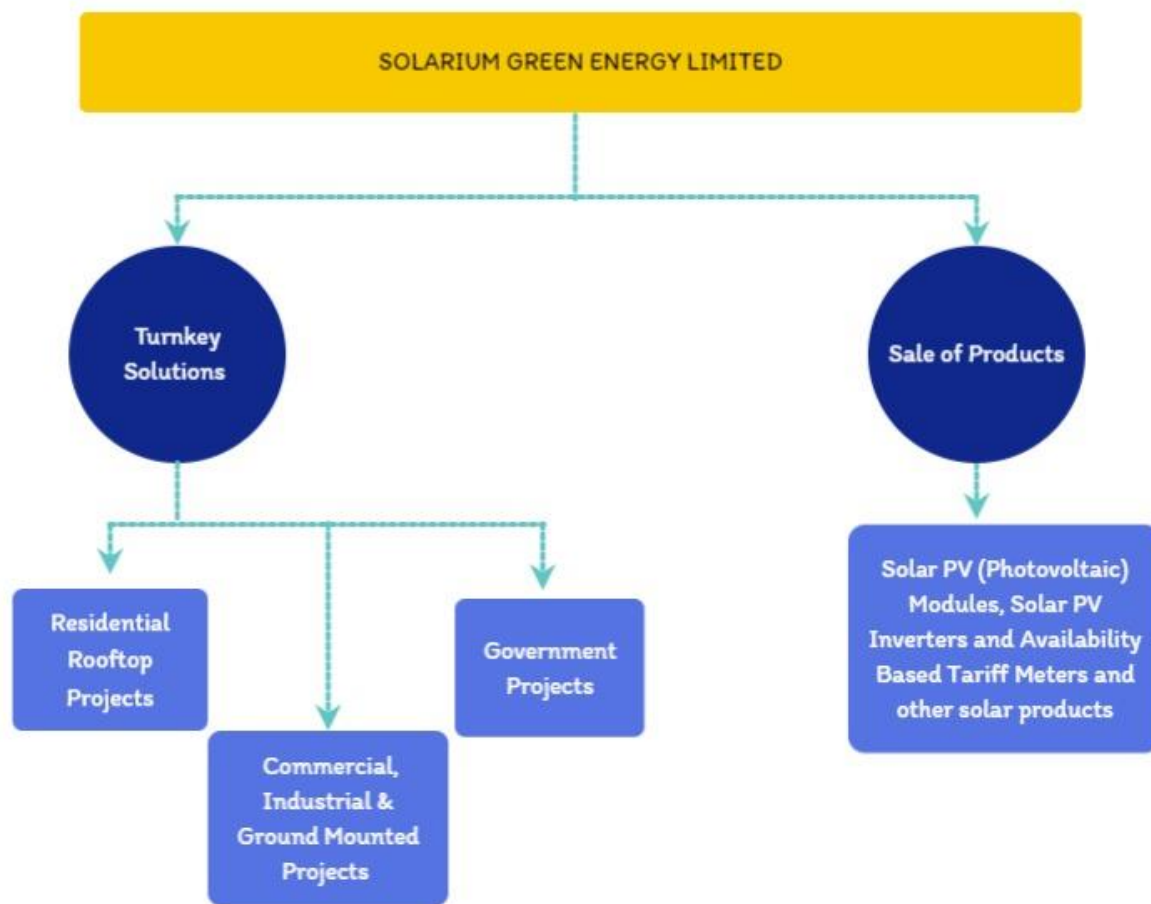 SOLARIUM GREEN ENERGY LIMITED
Turnkey
Solutions
Sale of Products
Residential
Rooftop
Projects
Commercial,
Industrial &
Ground Mounted
Projects
Government
Projects
Solar PV (Photovoltaic)
Modules, Solar PV
Inverters and Availability
Based Tariff Meters and
other solar products